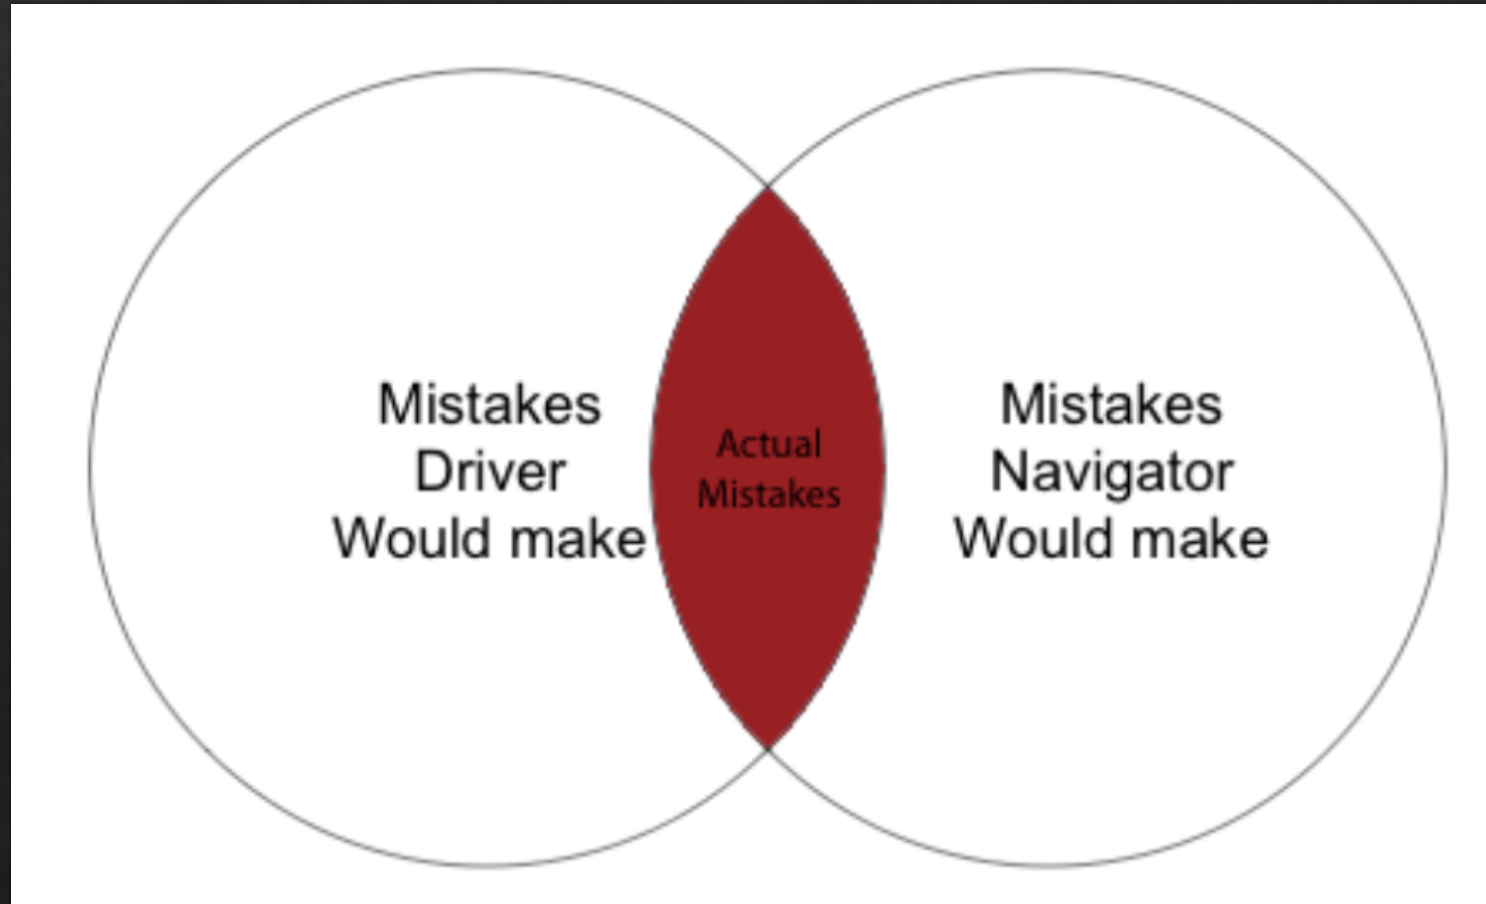 Mistakes
Driver
Would make
Actual
Mistakes
Mistakes
Navigator
Would make